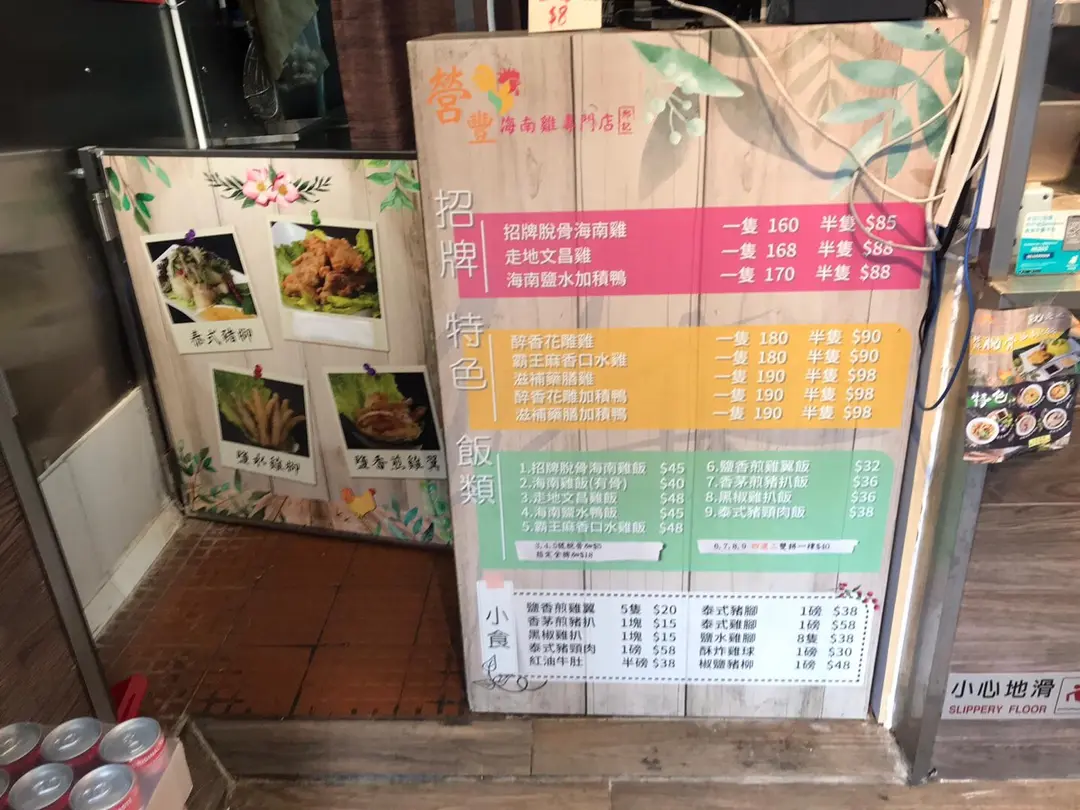 $8
營豐
海南雞專門店
招牌
招牌脫骨海南雞 一隻 160 半隻 $85
走地文昌雞 一隻 168 半隻 $88
海南鹽水加積鴨 一隻 170 半隻 $88
特色
醉香花雕雞 一隻 180 半隻 $90
霸王麻香口水雞 一隻 180 半隻 $90
滋補藥膳雞 一隻 190 半隻 $98
醉香花雕加積鴨 一隻 190 半隻 $98
滋補藥膳加積鴨 一隻 190 半隻 $98
飯類
1.招牌脫骨海南雞飯 $45
2.海南雞飯(有骨) $40
3.走地文昌雞飯 $48
4.海南鹽水鴨飯 $45
5.霸王麻香口水雞飯 $48
6.鹽香煎雞翼飯 $32
7.香茅煎豬扒飯 $36
8.黑椒雞扒飯 $36
9.泰式豬頸肉飯 $38
小食
鹽香煎雞翼 5隻 $20
香茅煎豬扒 1塊 $15
黑椒雞扒 1塊 $15
泰式豬頸肉 1磅 $58
紅油牛肚 半磅 $38
泰式豬腳 1磅 $38
泰式雞腳 1磅 $58
鹽水雞腳 8隻 $38
酥炸雞球 1磅 $30
椒鹽豬柳 1磅 $48
泰式豬腳
鹽水雞腳
鹽香煎雞翼
特色
小心地滑
SLIPPERY FLOOR